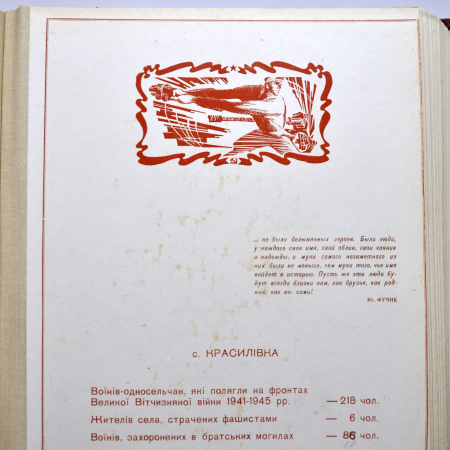 ... не было безымянных героев. Были люди,
у каждого свое имя, свой облик, свои чаяния
и надежды, и муки самого незаметного из
них были не меньше, чем муки того, чье имя
войдет в историю. Пусть же эти люди бу-
дут всегда близки нам, как друзья, как род-
ные, как вы сами!
Ю. ФУЧИК
с. КРАСИЛІВКА
Воїнів-односельчан, які полягли на фронтах
Великої Вітчизняної війни 1941-1945 рр. — 218 чол.
Жителів села, страчених фашистами — 6 чол.
Воїнів, захоронених в братських могилах — 86 чол.